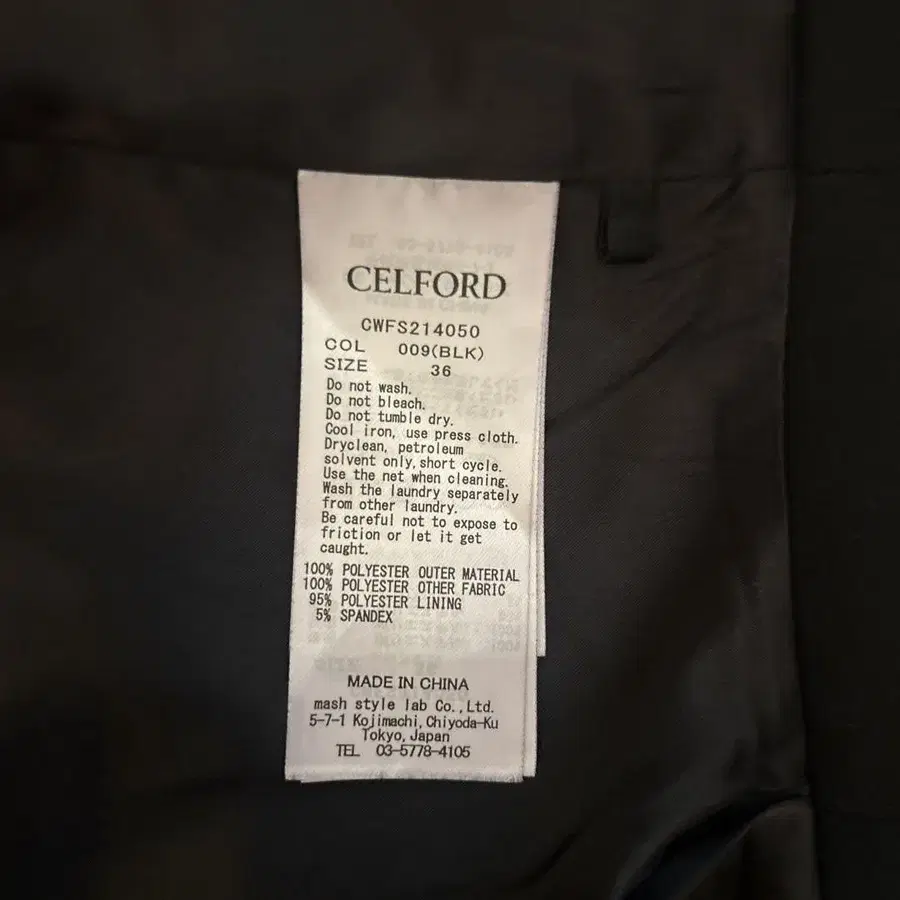 CELFORD
CWFS214050
COL 009(BLK)
SIZE 36
Do not wash.
Do not bleach.
Do not tumble dry.
Cool iron, use press cloth.
Dryclean, petroleum
solvent only, short cycle.
Use the net when cleaning.
Wash the laundry separately
from other laundry.
Be careful not to expose to
friction or let it get
caught.
100% POLYESTER OUTER MATERIAL
100% POLYESTER OTHER FABRIC
95% POLYESTER LINING
5% SPANDEX
MADE IN CHINA
mash style lab Co., Ltd.
5-7-1 Kojimachi, Chiyoda-Ku
Tokyo, Japan
TEL 03-5778-4105